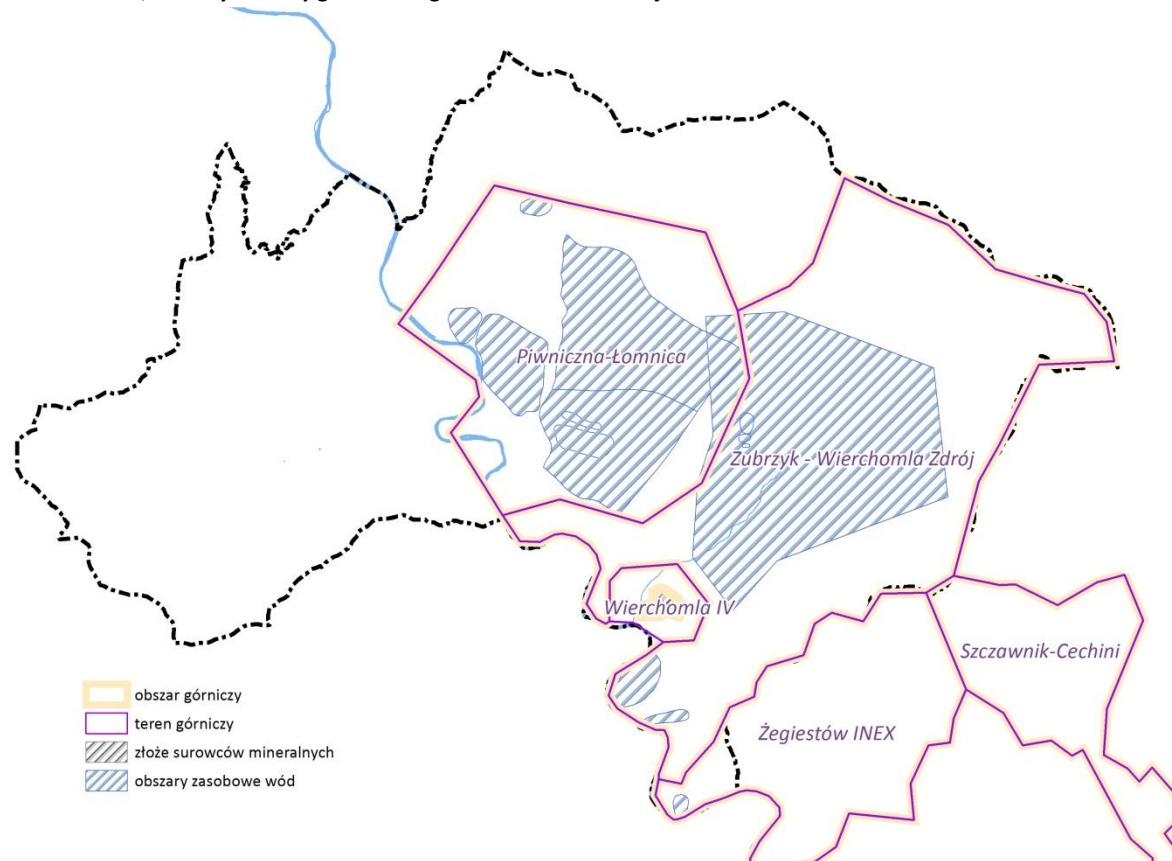 Piwniczna-Łomnica
Zubrzyk - Wierchomla Zdrój
Wierchomla IV
Szczawnik-Cechini
Żegiestów INEX
obszar górniczy
teren górniczy
złoże surowców mineralnych
obszary zasobowe wód